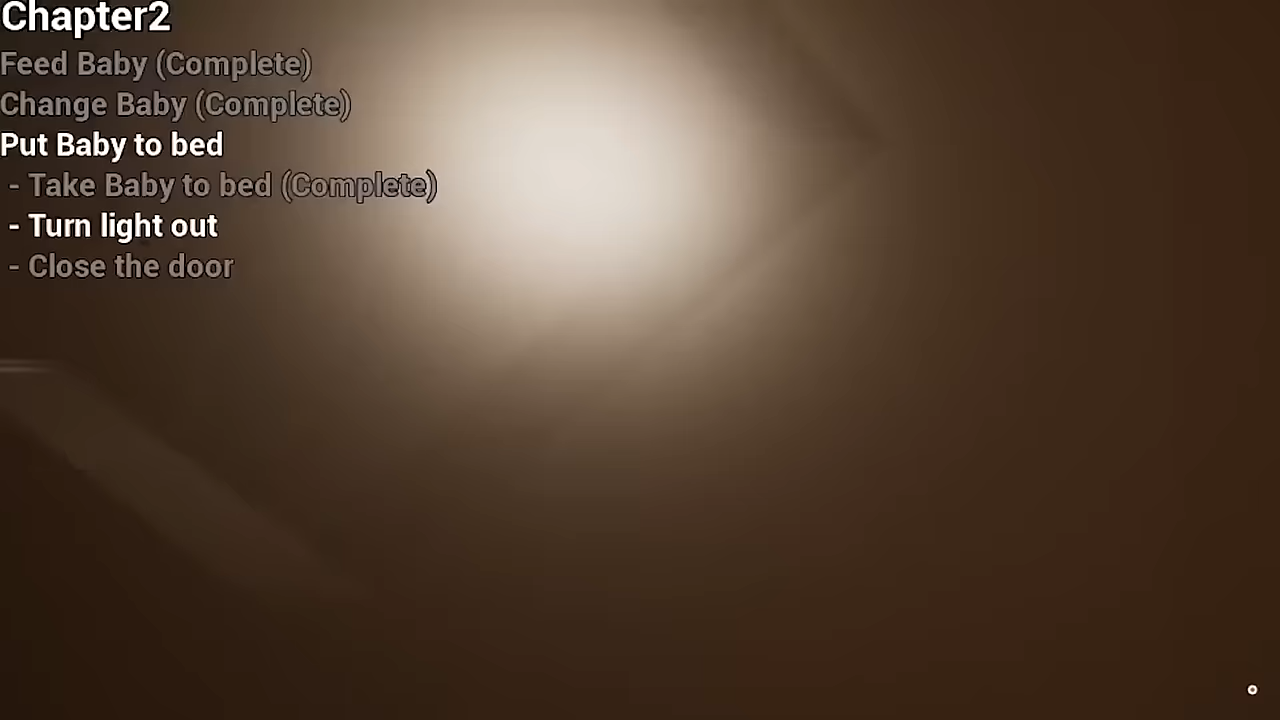 Chapter2
Feed Baby (Complete)
Change Baby (Complete)
Put Baby to bed
- Take Baby to bed (Complete)
- Turn light out
- Close the door